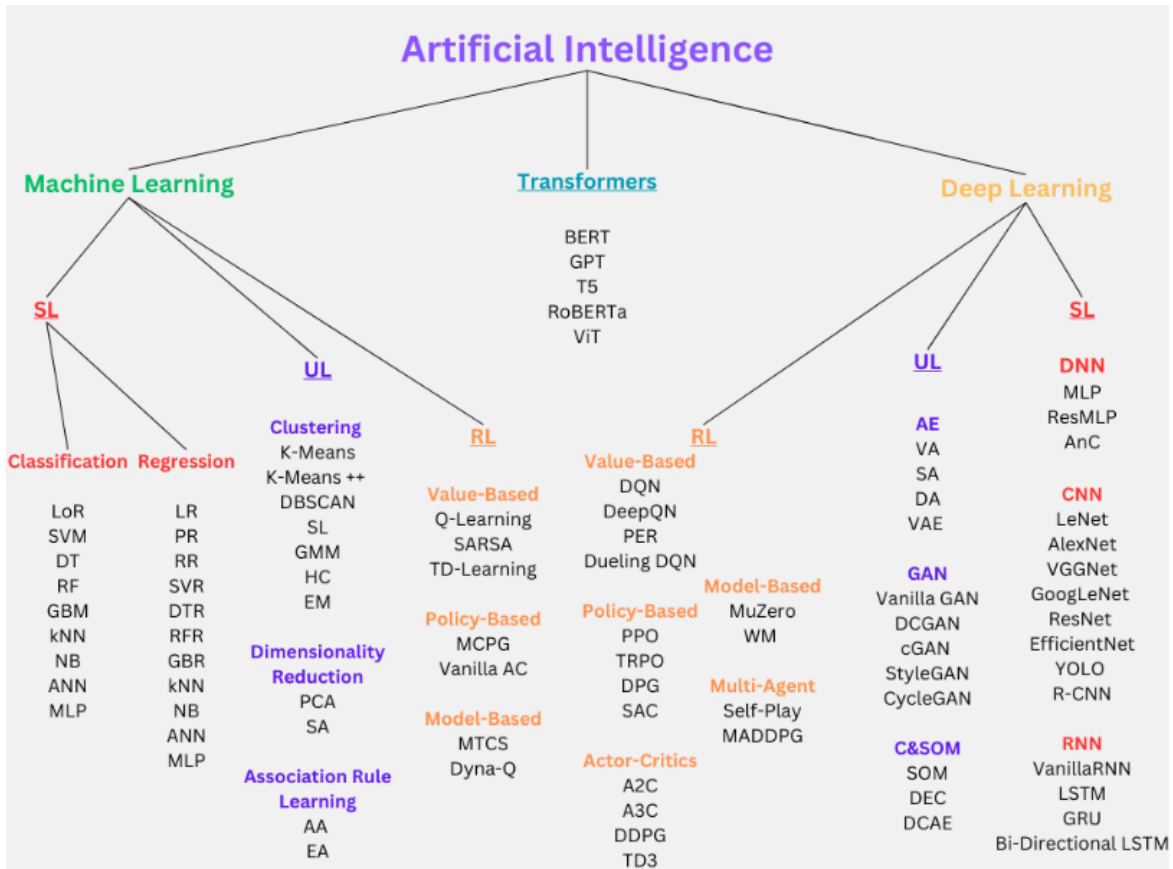 Artificial Intelligence
Machine Learning
Transformers
Deep Learning
BERT
GPT
T5
RoBERTa
ViT
SL
Classification
LoR
SVM
DT
RF
GBM
kNN
NB
ANN
MLP
Regression
LR
PR
RR
SVR
DTR
RFR
GBR
kNN
NB
ANN
MLP
UL
Clustering
K-Means
K-Means ++
DBSCAN
SL
GMM
HC
EM
Dimensionality
Reduction
PCA
SA
Association Rule
Learning
AA
EA
RL
Value-Based
Q-Learning
SARSA
TD-Learning
Policy-Based
MCPG
Vanilla AC
Model-Based
MTCS
Dyna-Q
RL
Value-Based
DQN
DeepQN
PER
Dueling DQN
Policy-Based
PPO
TRPO
DPG
SAC
Actor-Critics
A2C
A3C
DDPG
TD3
Model-Based
MuZero
WM
Multi-Agent
Self-Play
MADDPG
UL
AE
VA
SA
DA
VAE
GAN
Vanilla GAN
DCGAN
cGAN
StyleGAN
CycleGAN
C&SOM
SOM
DEC
DCAE
SL
DNN
MLP
ResMLP
AnC
CNN
LeNet
AlexNet
VGGNet
GoogLeNet
ResNet
EfficientNet
YOLO
R-CNN
RNN
VanillaRNN
LSTM
GRU
Bi-Directional LSTM